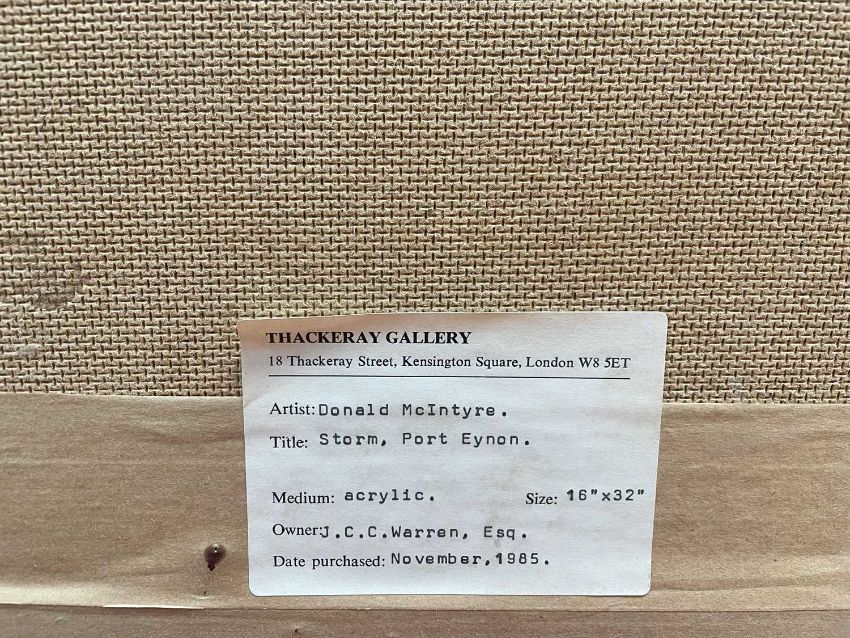 THACKERAY GALLERY
18 Thackeray Street, Kensington Square, London W8 5ET
Artist: Donald McIntyre.
Title: Storm, Port Eynon.
Medium: acrylic. Size: 16"x32"
Owner: J.C.C.Warren, Esq.
Date purchased: November,1985.